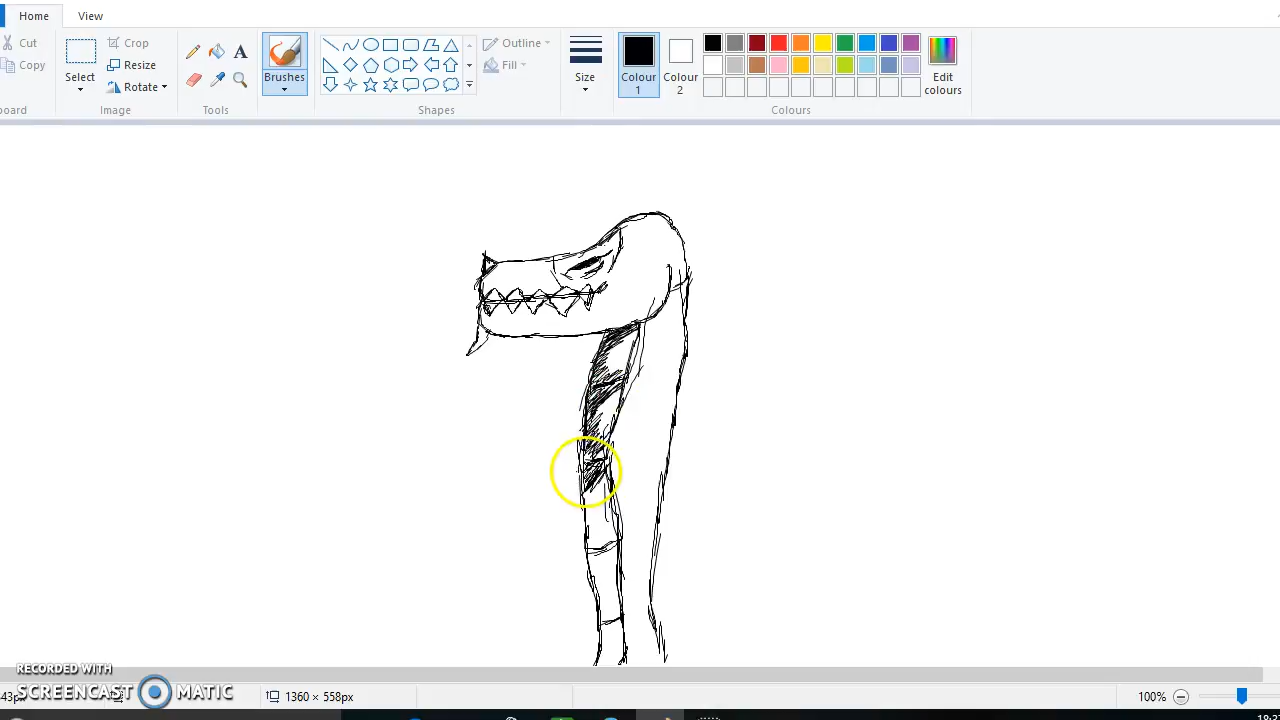 Home View
Cut Crop
Copy Resize
Select Rotate
Brushes
Outline
Fill
Size
Colour 1
Colour 2
Edit colours
Image Tools Shapes Colours
RECORDED WITH
SCREENCAST MATIC
1360 × 558px
100%